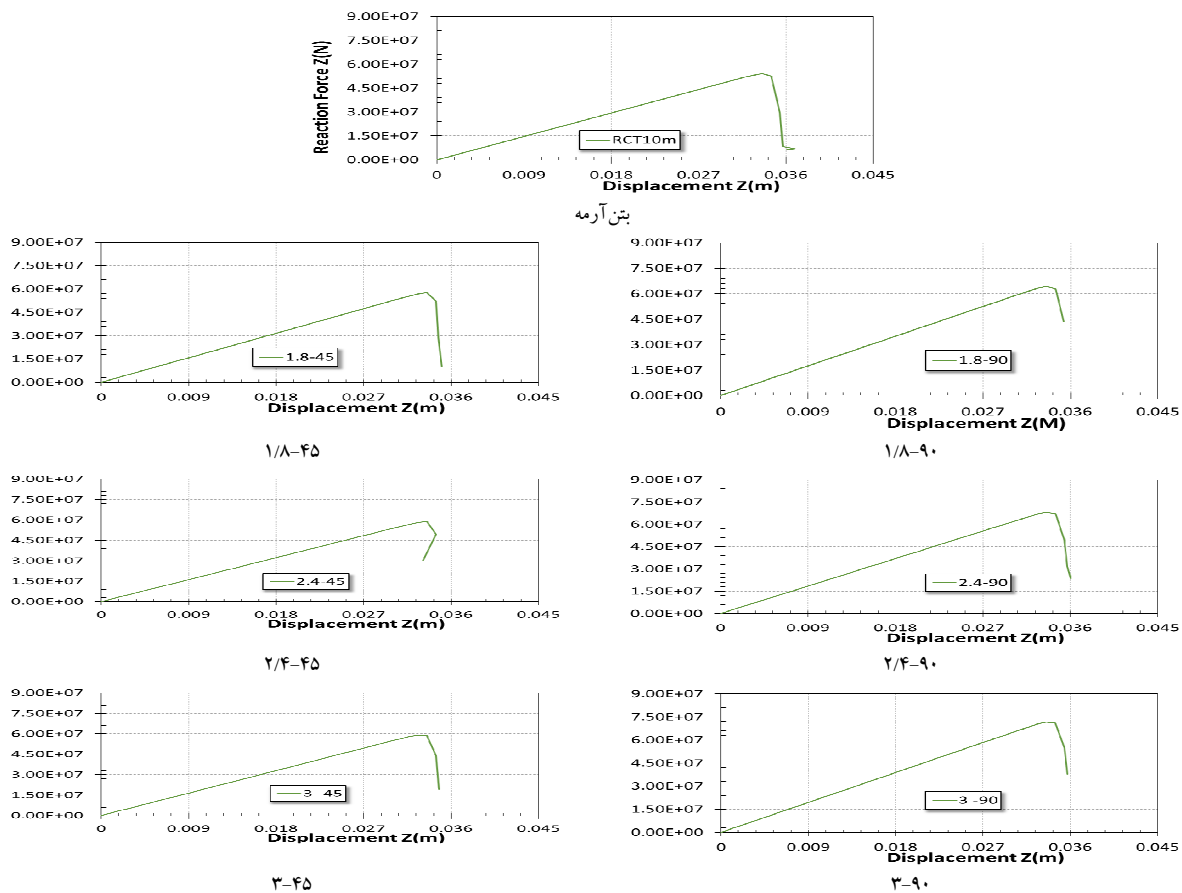 9.00E+07
7.50E+07
6.00E+07
4.50E+07
3.00E+07
1.50E+07
0.00E+00
Reaction Force Z(N)
RCT10m
0 0.009 0.018 0.027 0.036 0.045
Displacement Z(m)
بتن آرمه
9.00E+07
7.50E+07
6.00E+07
4.50E+07
3.00E+07
1.50E+07
0.00E+00
1.8-45
0 0.009 0.018 0.027 0.036 0.045
Displacement Z(m)
۱/۸-۴۵
9.00E+07
7.50E+07
6.00E+07
4.50E+07
3.00E+07
1.50E+07
0.00E+00
1.8-90
0 0.009 0.018 0.027 0.036 0.045
Displacement Z(M)
۱/۸-۹۰
9.00E+07
7.50E+07
6.00E+07
4.50E+07
3.00E+07
1.50E+07
0.00E+00
2.4-45
0 0.009 0.018 0.027 0.036 0.045
Displacement Z(m)
۲/۴-۴۵
9.00E+07
7.50E+07
6.00E+07
4.50E+07
3.00E+07
1.50E+07
0.00E+00
2.4-90
0 0.009 0.018 0.027 0.036 0.045
Displacement Z(m)
۲/۴-۹۰
9.00E+07
7.50E+07
6.00E+07
4.50E+07
3.00E+07
1.50E+07
0.00E+00
3 -45
0 0.009 0.018 0.027 0.036 0.045
Displacement Z(m)
۳-۴۵
9.00E+07
7.50E+07
6.00E+07
4.50E+07
3.00E+07
1.50E+07
0.00E+00
3 -90
0 0.009 0.018 0.027 0.036 0.045
Displacement Z(m)
۳-۹۰